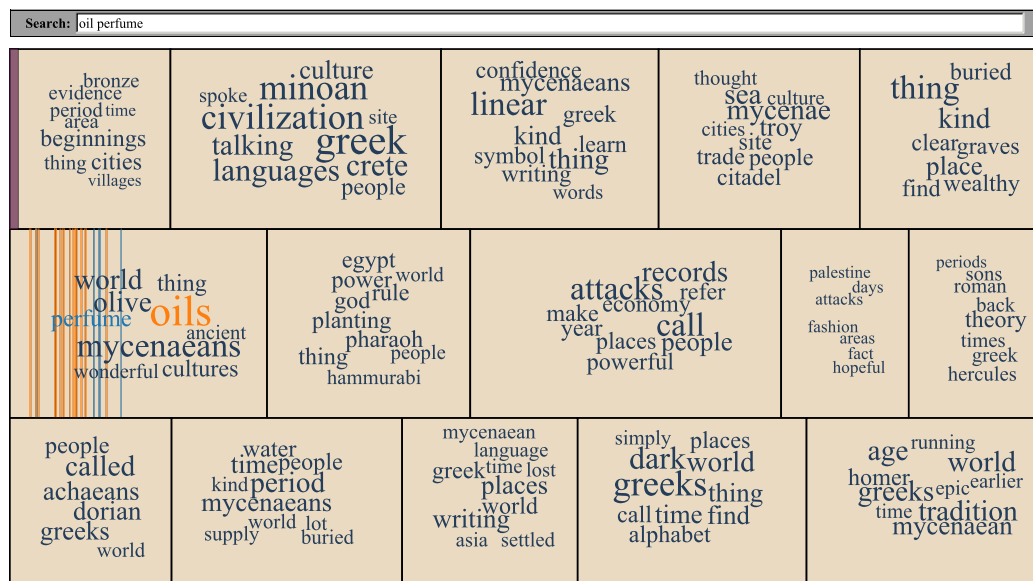 Search: oil perfume
bronze
evidence
period time
area
beginnings
thing cities
villages
culture
minoan
spoke
civilization site
talking greek
languages crete
people
confidence
mycenaeans
linear
greek
kind learn
symbol thing
writing
words
thought
sea culture
mycenae
cities troy
site
trade people
citadel
buried
thing
kind
clear graves
place
find wealthy
world thing
olive oils
perfume
ancient
mycenaeans
wonderful cultures
egypt
power world
god rule
planting
pharaoh
thing people
hammurabi
records
attacks refer
economy
make call
year
places people
powerful
palestine
days
attacks
fashion
areas
fact
hopeful
periods
sons
roman
back
theory
times
greek
hercules
people
called
achaeans
dorian
greeks
world
water
time people
kind period
mycenaeans
world lot
supply buried
mycenaean
language
greek time lost
places
world
writing
asia settled
simply places
dark world
greeks thing
call time find
alphabet
age running
world
homer earlier
greeks epic
time tradition
mycenaean